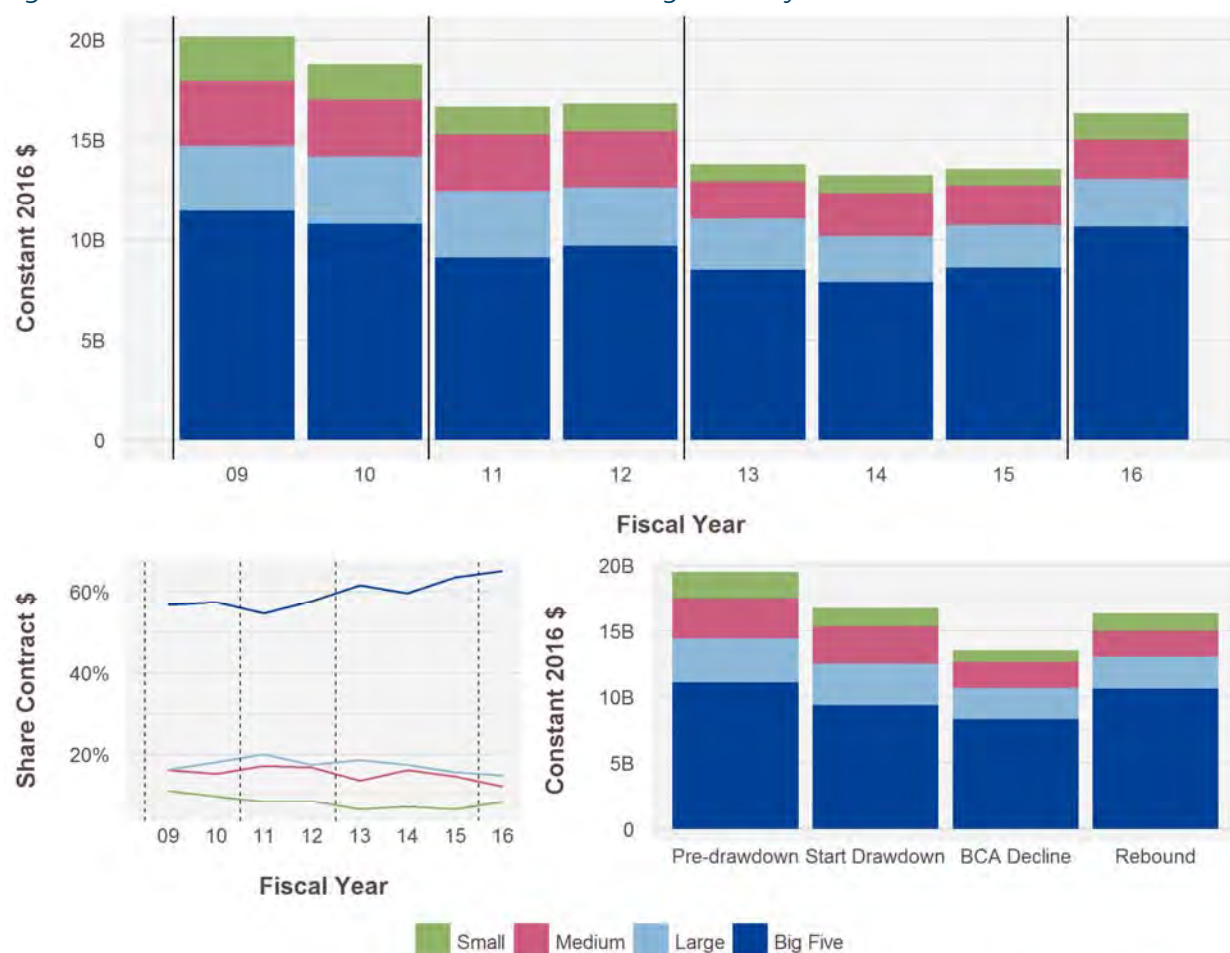 20B
15B
10B
5B
0
Constant 2016 $
09 10 11 12 13 14 15 16
Fiscal Year
60%
40%
20%
Share Contract $
09 10 11 12 13 14 15 16
Fiscal Year
20B
15B
10B
5B
0
Constant 2016 $
Pre-drawdown Start Drawdown BCA Decline Rebound
Small Medium Large Big Five